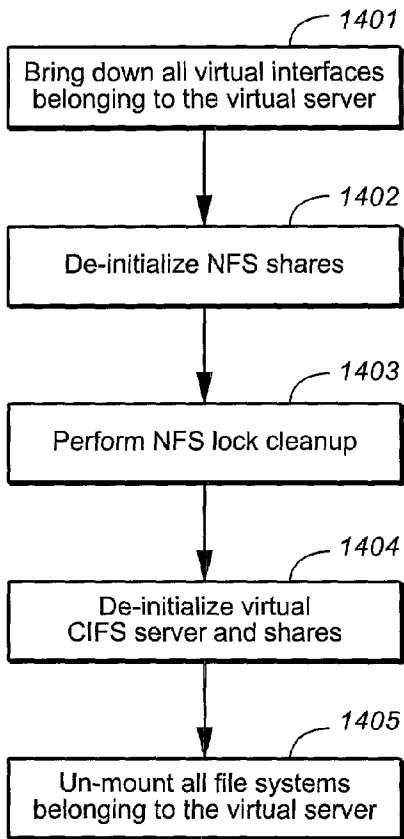 1401
Bring down all virtual interfaces
belonging to the virtual server
1402
De-initialize NFS shares
1403
Perform NFS lock cleanup
1404
De-initialize virtual
CIFS server and shares
1405
Un-mount all file systems
belonging to the virtual server